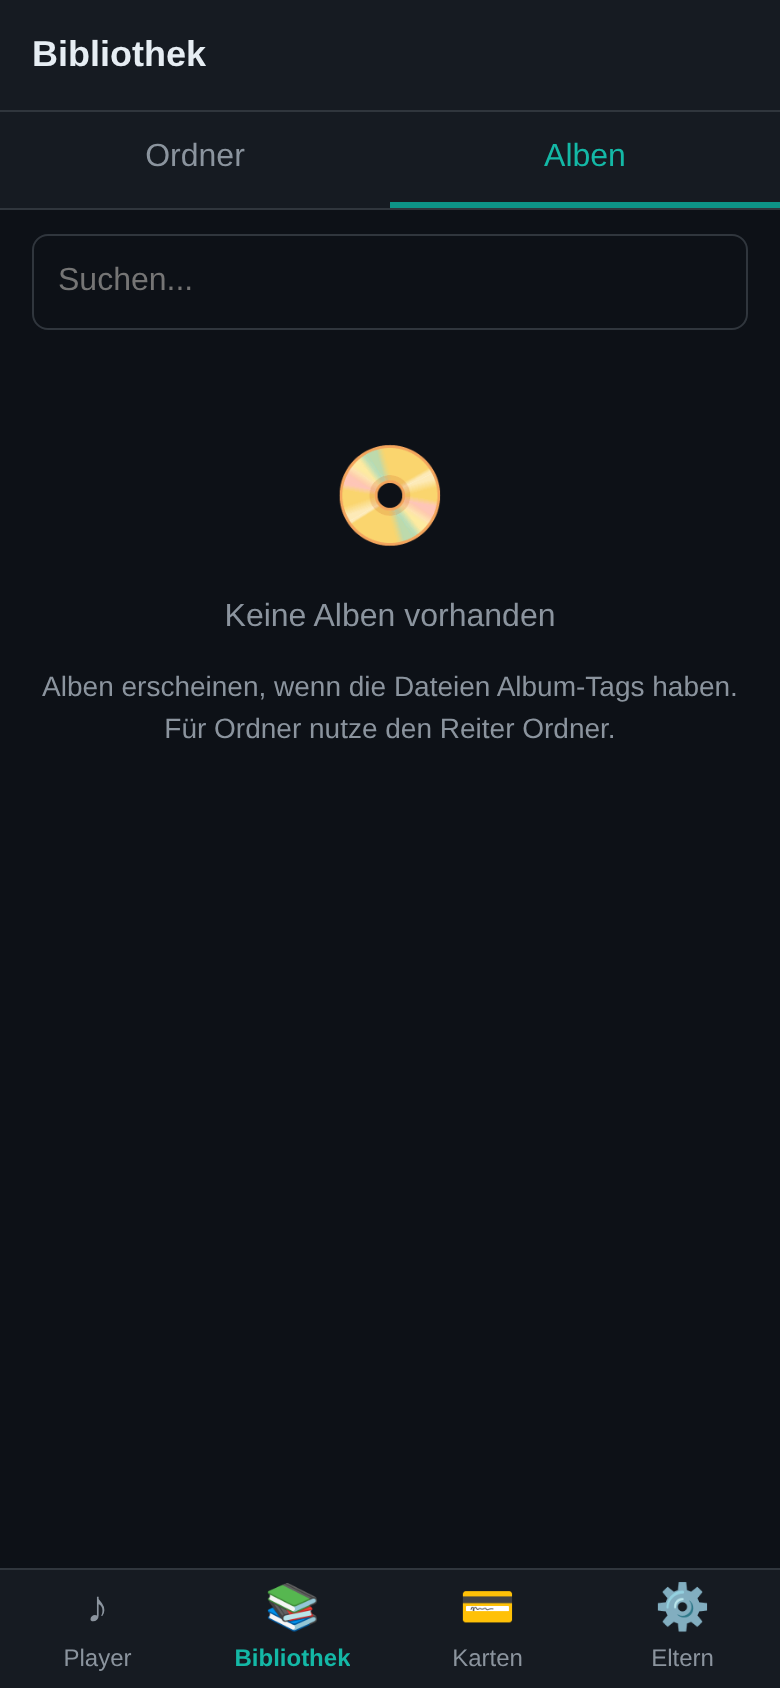 Bibliothek
Ordner
Alben
Suchen...
Keine Alben vorhanden
Alben erscheinen, wenn die Dateien Album-Tags haben.
Für Ordner nutze den Reiter Ordner.
Player
Bibliothek
Karten
Eltern